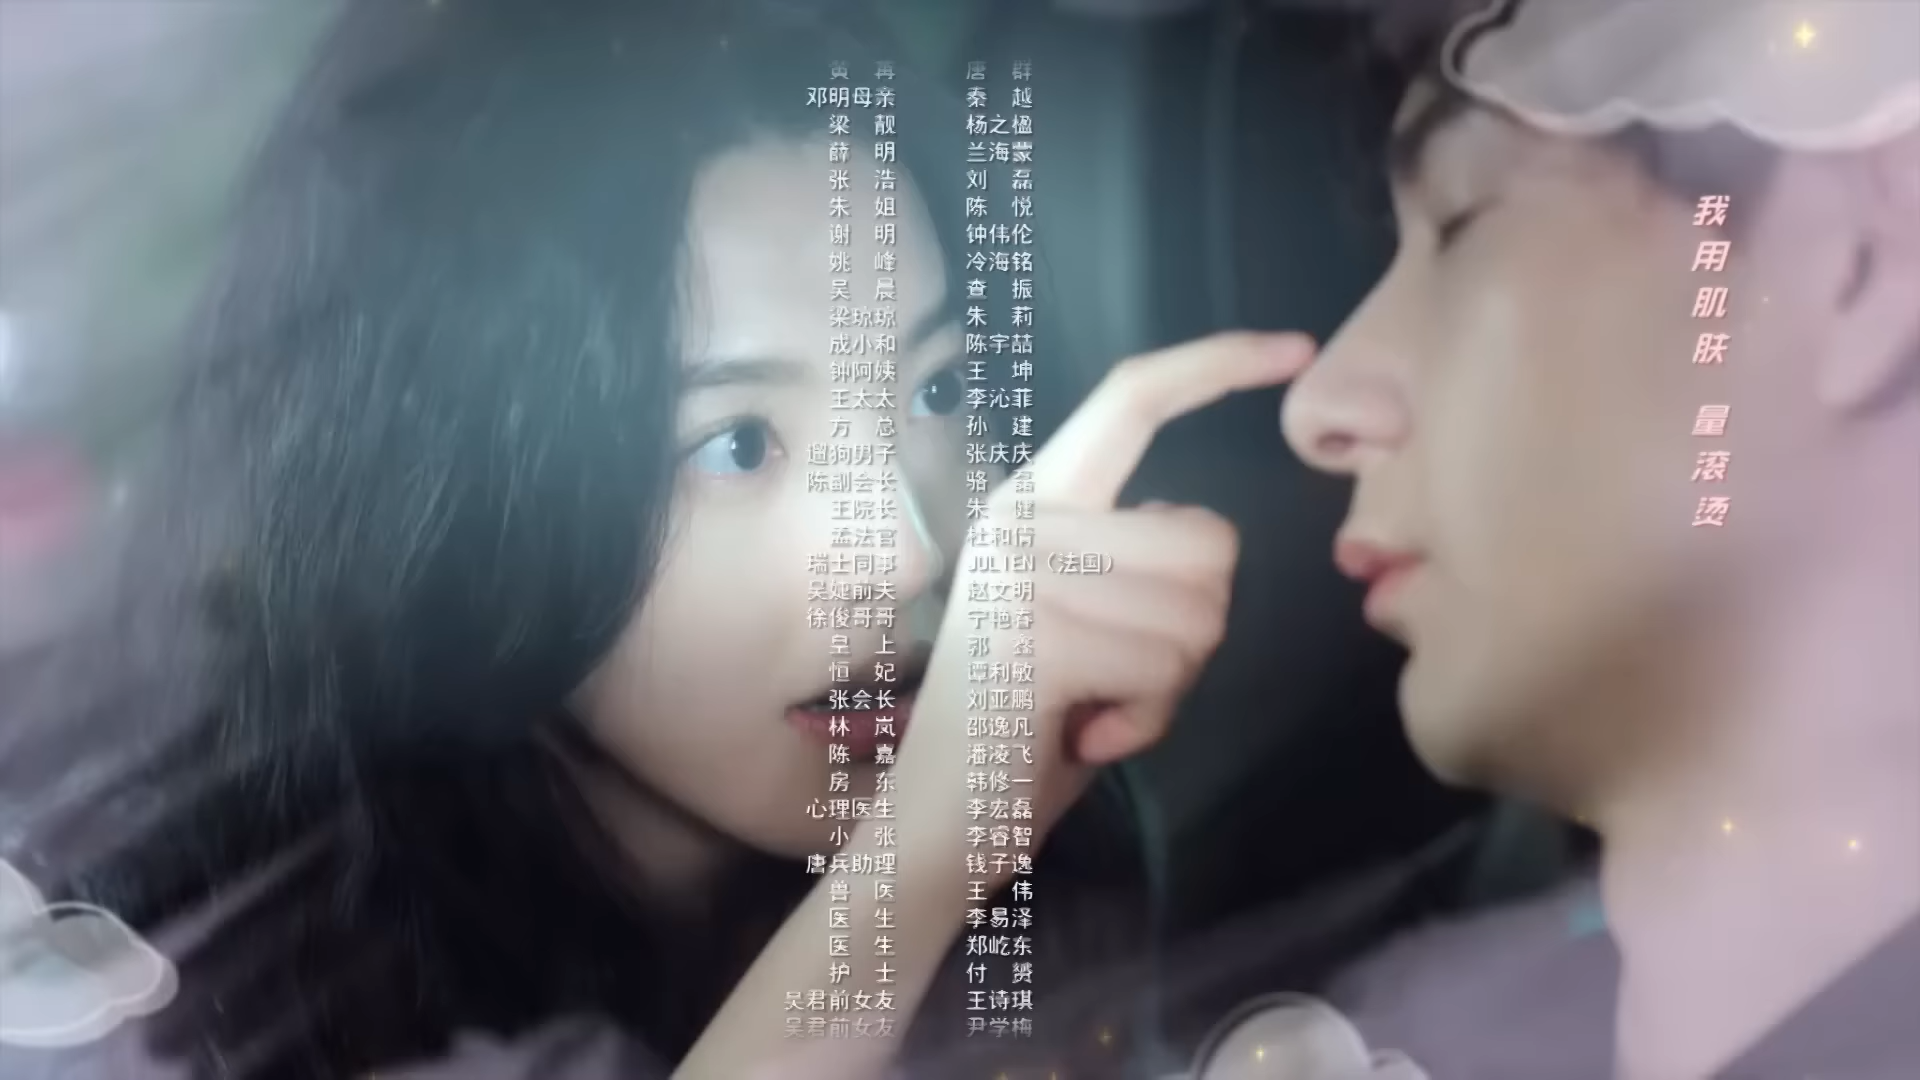 黄 苒 唐 群
邓明母亲 秦 越
梁 靓 杨之楹
薛 明 兰海蒙
张 浩 刘 磊
朱 姐 陈 悦
谢 明 钟伟伦
姚 峰 冷海铭
吴 晨 查 振
梁琼琼 朱 莉
成小和 陈宇喆
钟阿姨 王 坤
王太太 李沁菲
方 总 孙 建
遛狗男子 张庆庆
陈副会长 骆 磊
王院长 朱 健
孟法官 杜和倩
瑞士同事 JULIEN（法国）
吴婕前夫 赵文明
徐俊哥哥 宁艳春
皇 上 郭 鑫
恒 妃 谭利敏
张会长 刘亚鹏
林 岚 邵逸凡
陈 嘉 潘凌飞
房 东 韩修一
心理医生 李宏磊
小 张 李睿智
唐兵助理 钱子逸
兽 医 王 伟
医 生 李易泽
医 生 郑屹东
护 士 付 赟
吴君前女友 王诗琪
吴君前女友 尹学梅
我用肌肤 量滚烫